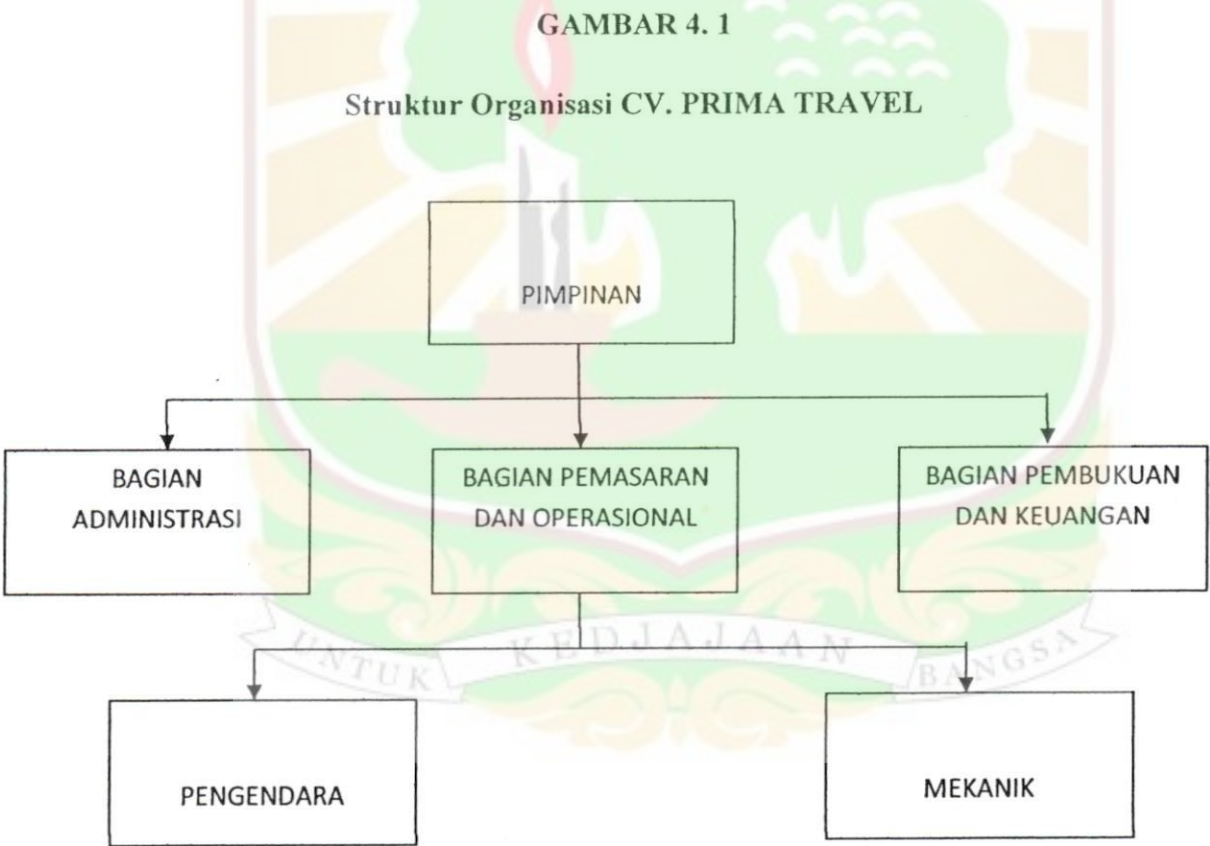 GAMBAR 4. 1
Struktur Organisasi CV. PRIMA TRAVEL
PIMPINAN
BAGIAN
ADMINISTRASI
BAGIAN PEMASARAN
DAN OPERASIONAL
BAGIAN PEMBUKUAN
DAN KEUANGAN
UNTUK KEDJAJAAN BANGSA
PENGENDARA
MEKANIK